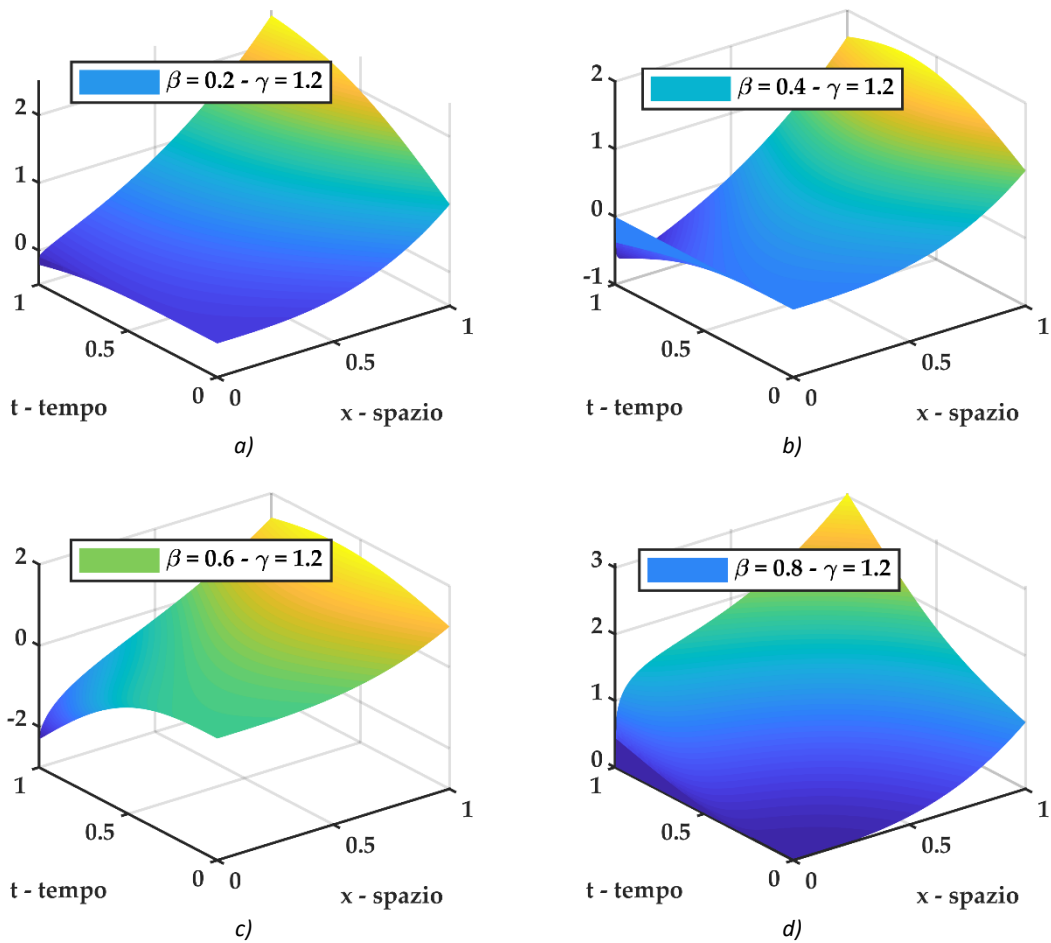 β = 0.2 - γ = 1.2
2
1
0
1
0.5
0
0
0.5
1
t - tempo
x - spazio
a)
β = 0.4 - γ = 1.2
2
1
0
-1
1
0.5
0
0
0.5
1
t - tempo
x - spazio
b)
β = 0.6 - γ = 1.2
2
0
-2
1
0.5
0
0
0.5
1
t - tempo
x - spazio
c)
β = 0.8 - γ = 1.2
3
2
1
0
1
0.5
0
0
0.5
1
t - tempo
x - spazio
d)